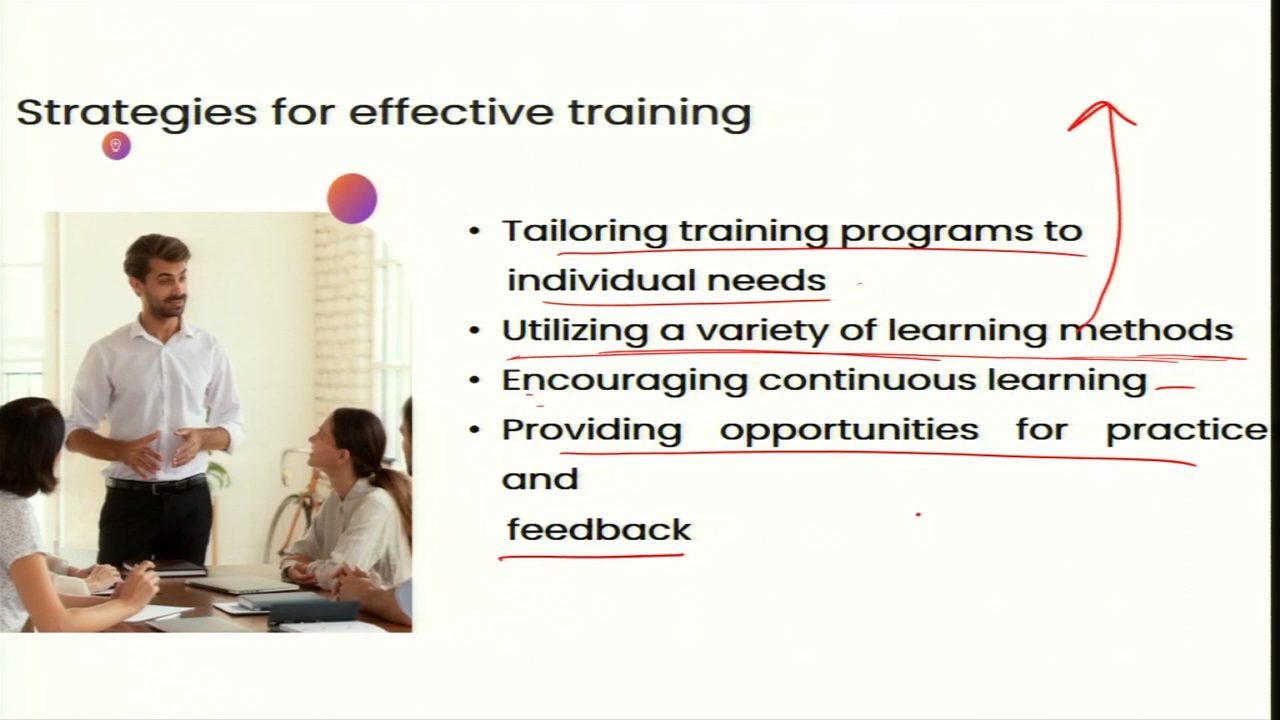 Strategies for effective training
• Tailoring training programs to
individual needs
• Utilizing a variety of learning methods
• Encouraging continuous learning
• Providing opportunities for practice
and
feedback